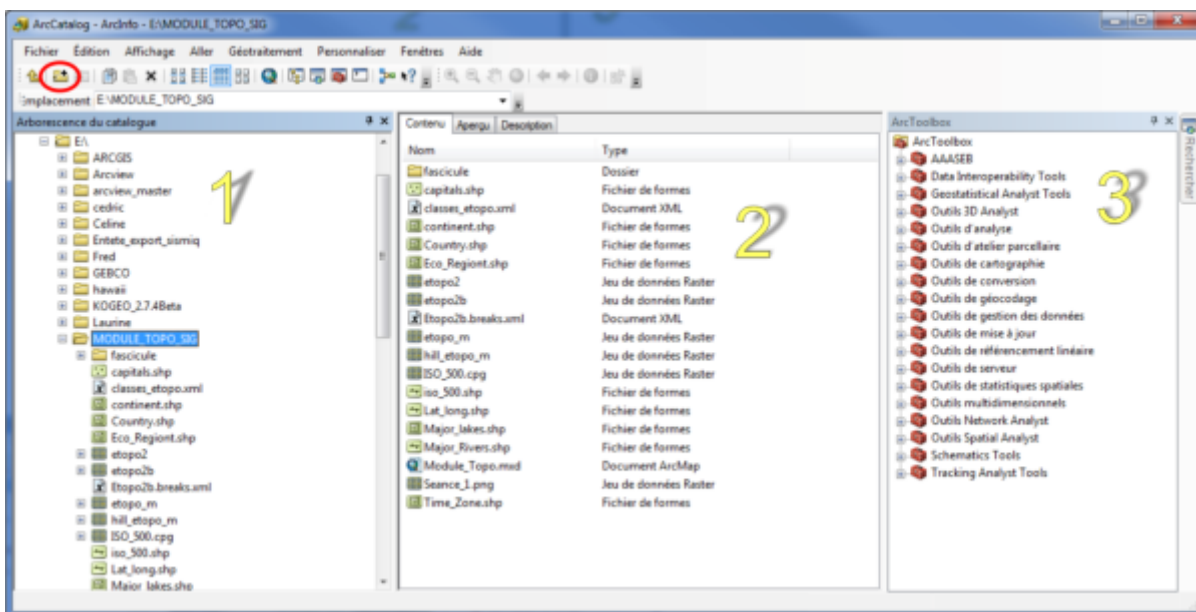 ArcCatalog - ArcInfo - E:\MODULE_TOPO_SIG
Fichier Édition Affichage Aller Géotraitement Personnaliser Fenêtres Aide
Emplacement E:\MODULE_TOPO_SIG
Arborescence du catalogue
E:\
ARCGIS
Arcview
arcview_master
cedric
Celine
Entete_export_sismiq
Fred
GEBCO
hawaii
KOGEO_2.7.4Beta
Laurine
MODULE_TOPO_SIG
fascicule
capitals.shp
classes_etopo.xml
continent.shp
Country.shp
Eco_Regiont.shp
etopo2
etopo2b
Etopo2b.breaks.xml
etopo_m
hill_etopo_m
ISO_500.cpg
iso_500.shp
Lat_long.shp
Major_lakes.shp
1
Contenu Aperçu Description
Nom Type
fascicule Dossier
capitals.shp Fichier de formes
classes_etopo.xml Document XML
continent.shp Fichier de formes
Country.shp Fichier de formes
Eco_Regiont.shp Fichier de formes
etopo2 Jeu de données Raster
etopo2b Jeu de données Raster
Etopo2b.breaks.xml Document XML
etopo_m Jeu de données Raster
hill_etopo_m Jeu de données Raster
ISO_500.cpg Jeu de données Raster
iso_500.shp Fichier de formes
Lat_long.shp Fichier de formes
Major_lakes.shp Fichier de formes
Major_Rivers.shp Fichier de formes
Module_Topo.mxd Document ArcMap
Seance_1.png Jeu de données Raster
Time_Zone.shp Fichier de formes
2
ArcToolbox
ArcToolbox
AAASEB
Data Interoperability Tools
Geostatistical Analyst Tools
Outils 3D Analyst
Outils d'analyse
Outils d'atelier parcellaire
Outils de cartographie
Outils de conversion
Outils de géocodage
Outils de gestion des données
Outils de mise à jour
Outils de référencement linéaire
Outils de serveur
Outils de statistiques spatiales
Outils multidimensionnels
Outils Network Analyst
Outils Spatial Analyst
Schematics Tools
Tracking Analyst Tools
3
Rechercher